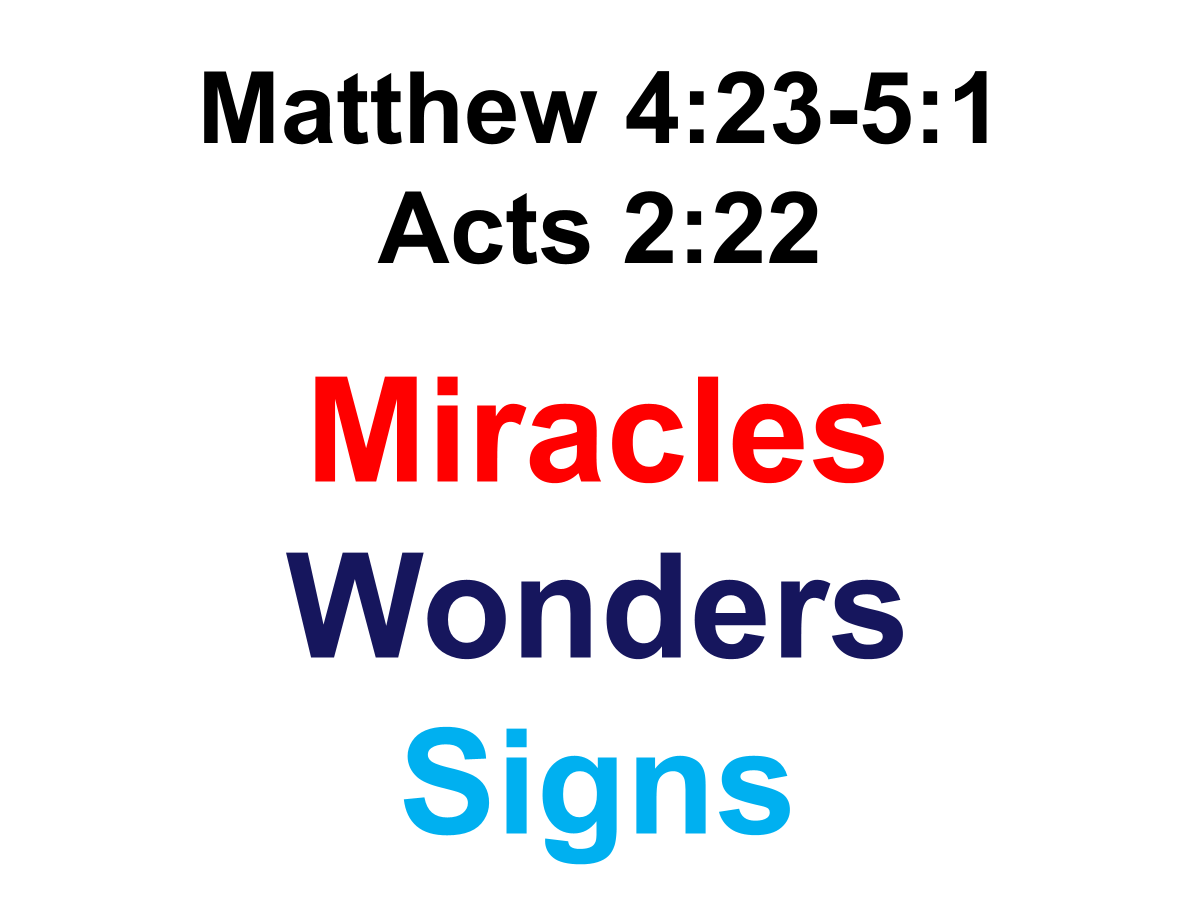 Matthew 4:23-5:1
Acts 2:22
Miracles
Wonders
Signs